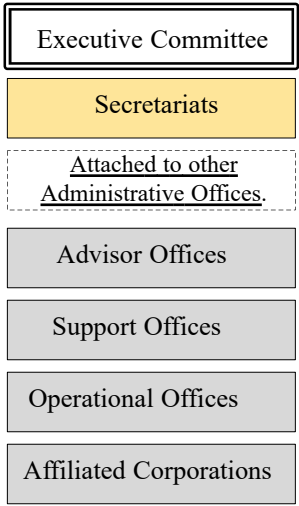 Executive Committee
Secretariats
Attached to other
Administrative Offices.
Advisor Offices
Support Offices
Operational Offices
Affiliated Corporations